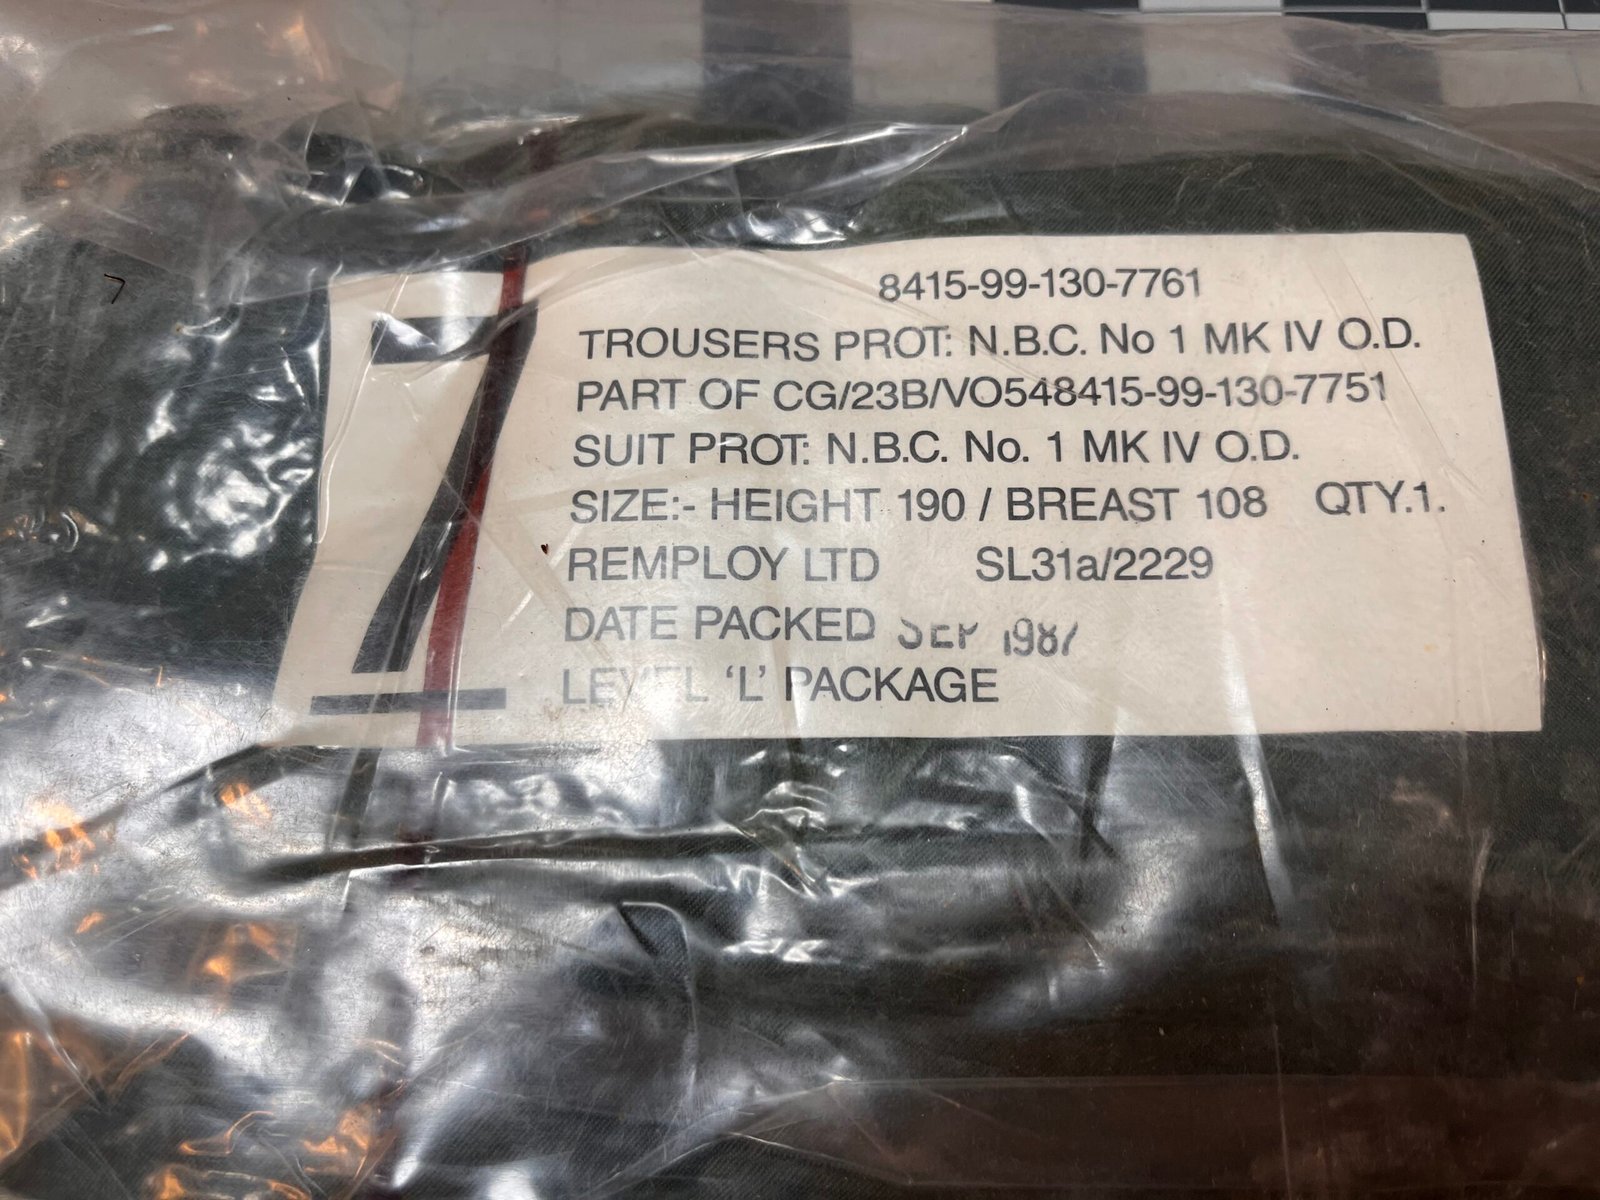 7
8415-99-130-7761
TROUSERS PROT: N.B.C. No 1 MK IV O.D.
PART OF CG/23B/VO548415-99-130-7751
SUIT PROT: N.B.C. No. 1 MK IV O.D.
SIZE:- HEIGHT 190 / BREAST 108 QTY.1.
REMPLOY LTD SL31a/2229
DATE PACKED SEP 1987
LEVEL 'L' PACKAGE